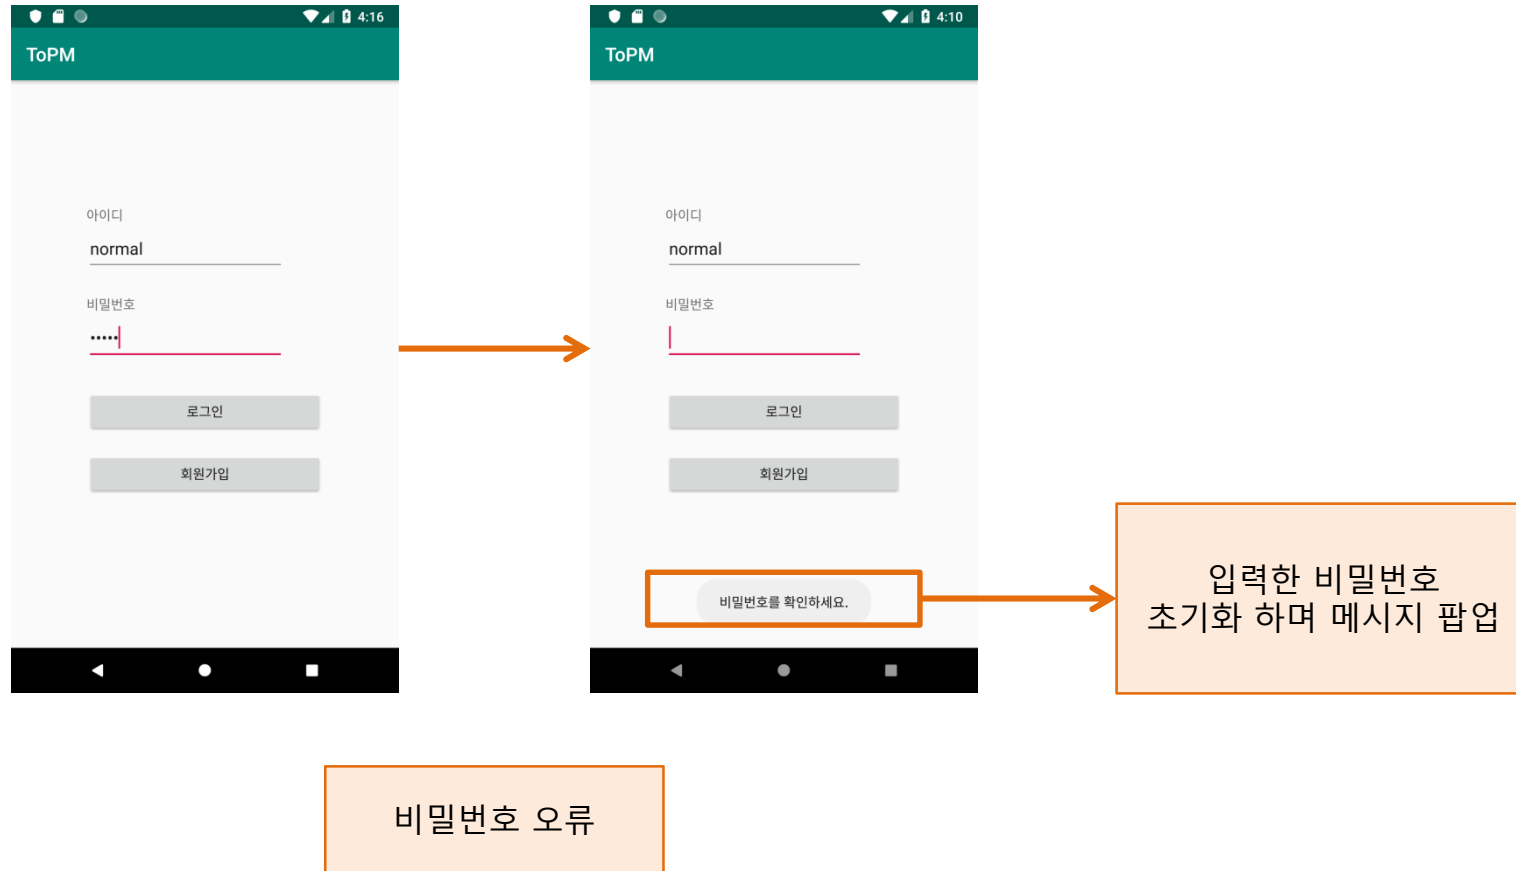 4:16
ToPM
아이디
normal
비밀번호
•••••
로그인
회원가입
4:10
ToPM
아이디
normal
비밀번호
로그인
회원가입
비밀번호를 확인하세요.
입력한 비밀번호
초기화 하며 메시지 팝업
비밀번호 오류